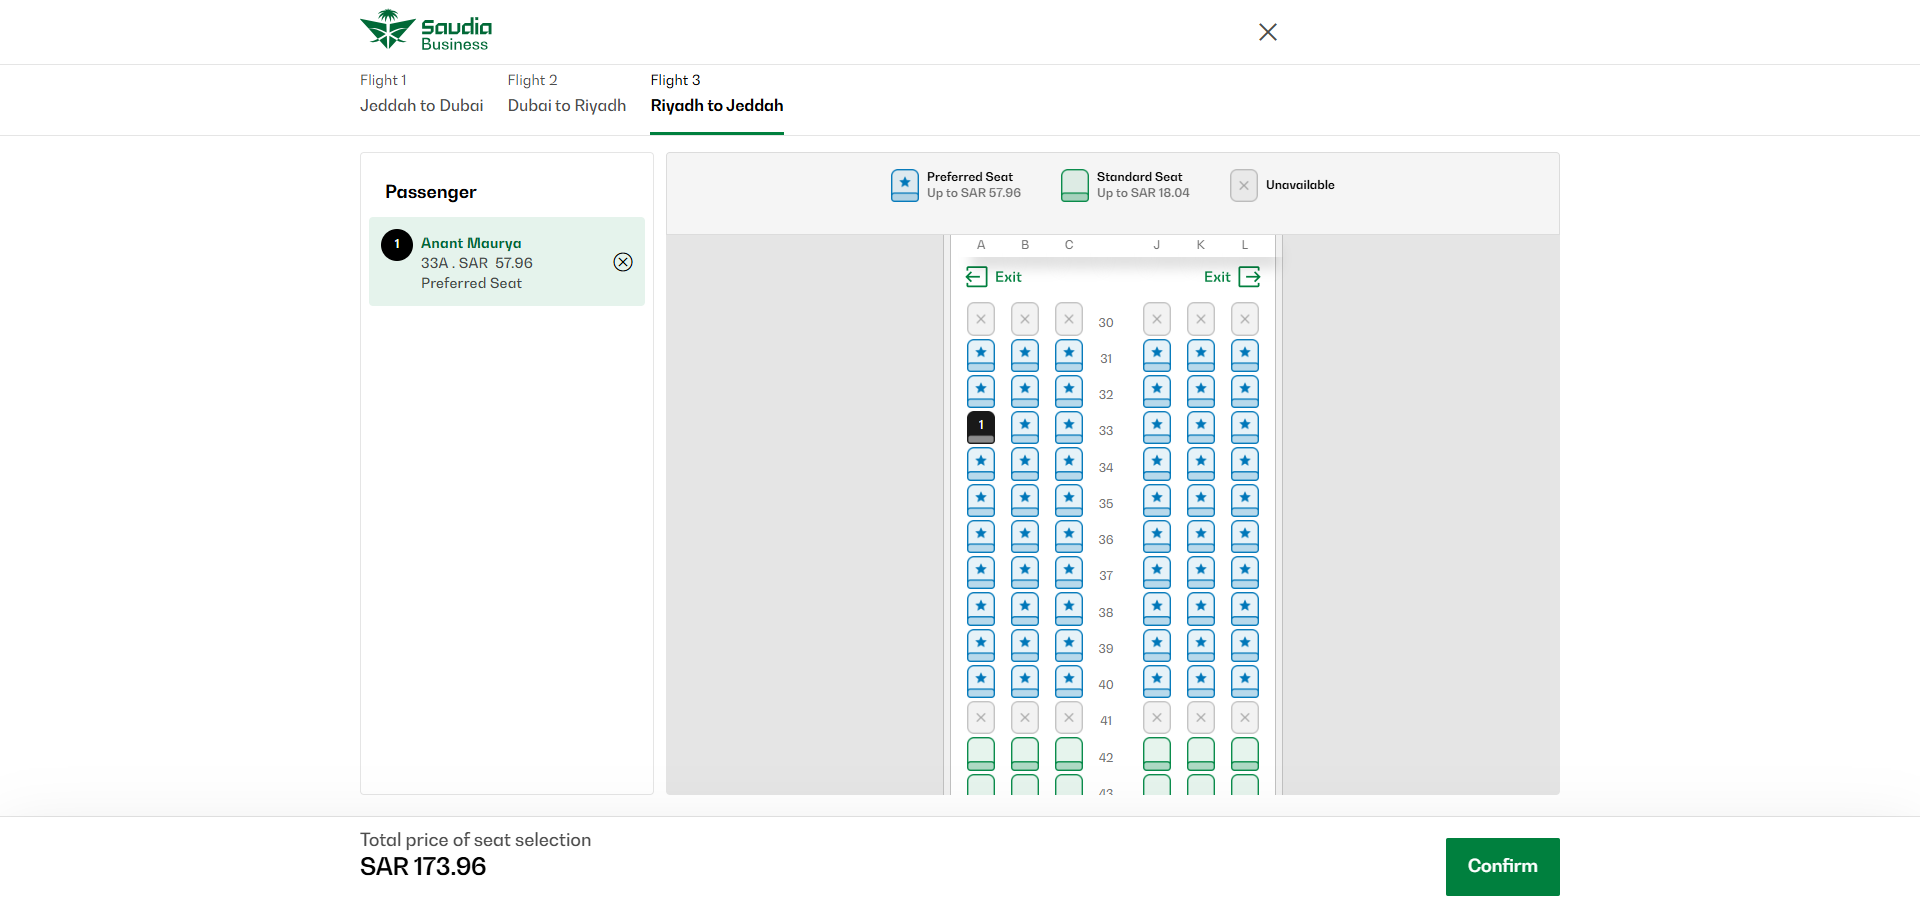 Saudia
Business
Flight 1
Jeddah to Dubai
Flight 2
Dubai to Riyadh
Flight 3
Riyadh to Jeddah
Passenger
1
Anant Maurya
33A . SAR 57.96
Preferred Seat
Preferred Seat
Up to SAR 57.96
Standard Seat
Up to SAR 18.04
Unavailable
A B C J K L
Exit Exit
30
31
32
1 33
34
35
36
37
38
39
40
41
42
43
Total price of seat selection
SAR 173.96
Confirm